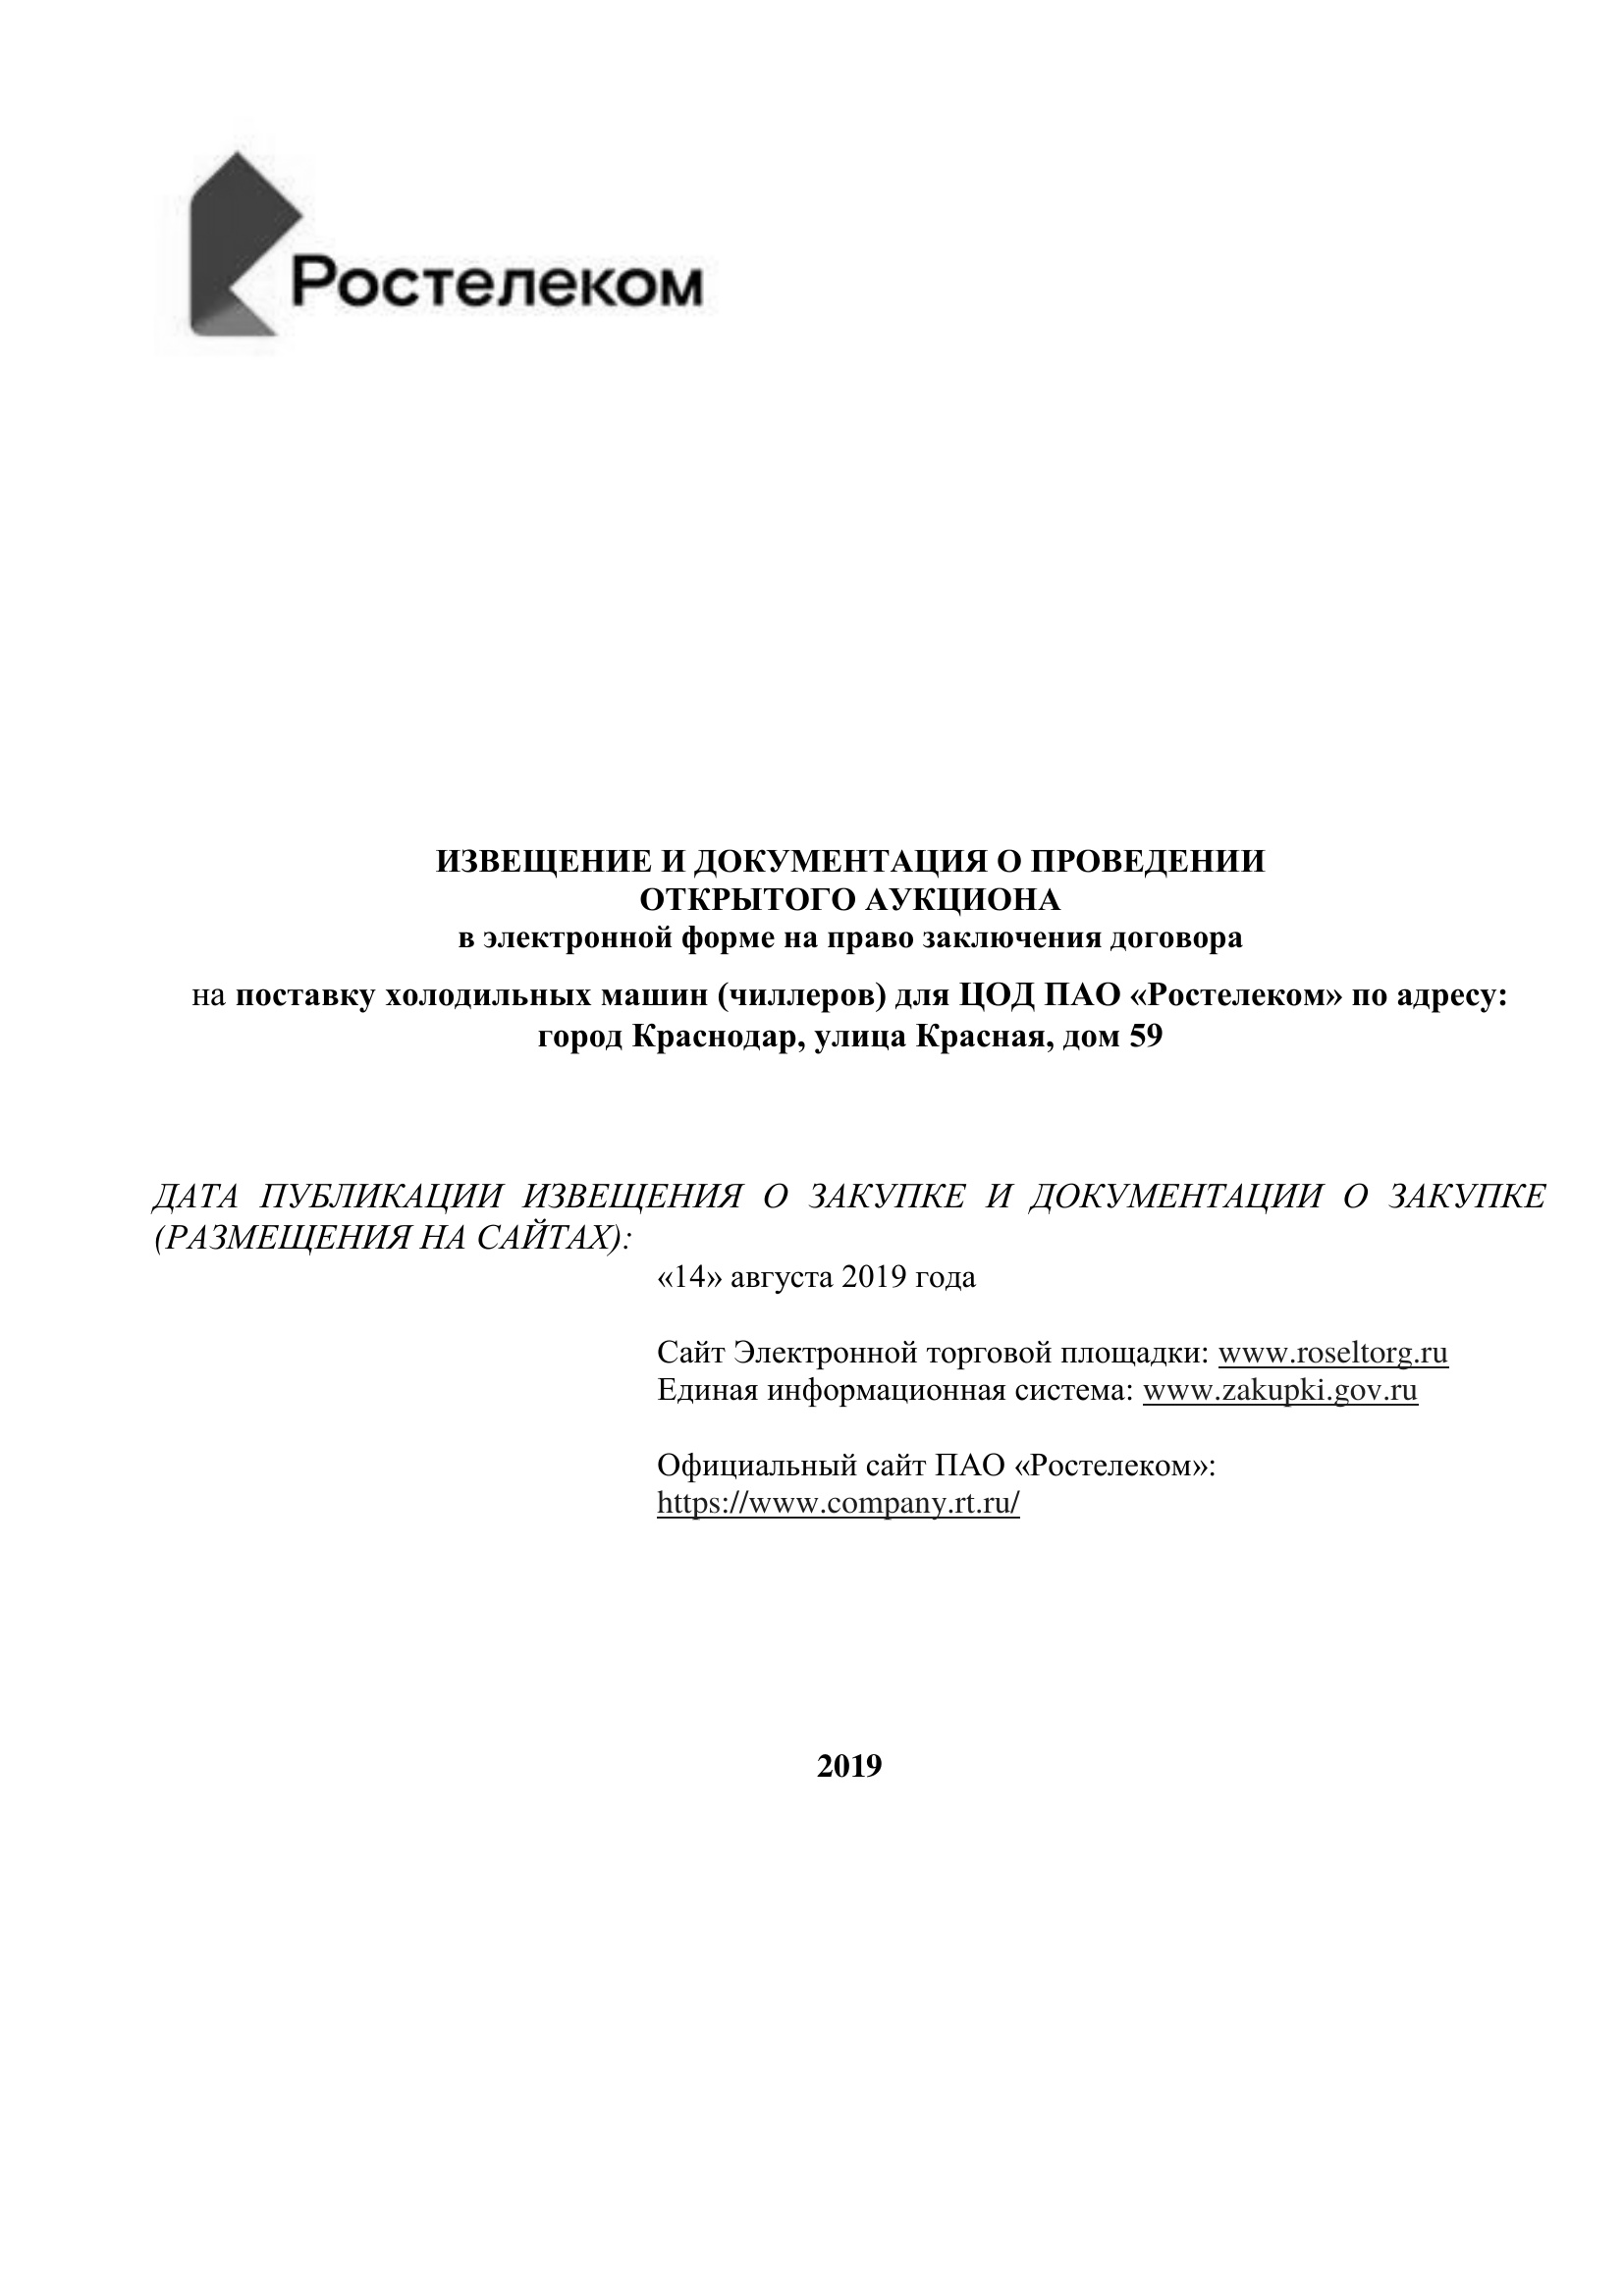 Ростелеком
ИЗВЕЩЕНИЕ И ДОКУМЕНТАЦИЯ О ПРОВЕДЕНИИ
ОТКРЫТОГО АУКЦИОНА
в электронной форме на право заключения договора
на поставку холодильных машин (чиллеров) для ЦОД ПАО «Ростелеком» по адресу:
город Краснодар, улица Красная, дом 59
ДАТА ПУБЛИКАЦИИ ИЗВЕЩЕНИЯ О ЗАКУПКЕ И ДОКУМЕНТАЦИИ О ЗАКУПКЕ
(РАЗМЕЩЕНИЯ НА САЙТАХ):
«14» августа 2019 года
Сайт Электронной торговой площадки: www.roseltorg.ru
Единая информационная система: www.zakupki.gov.ru
Официальный сайт ПАО «Ростелеком»:
https://www.company.rt.ru/
2019